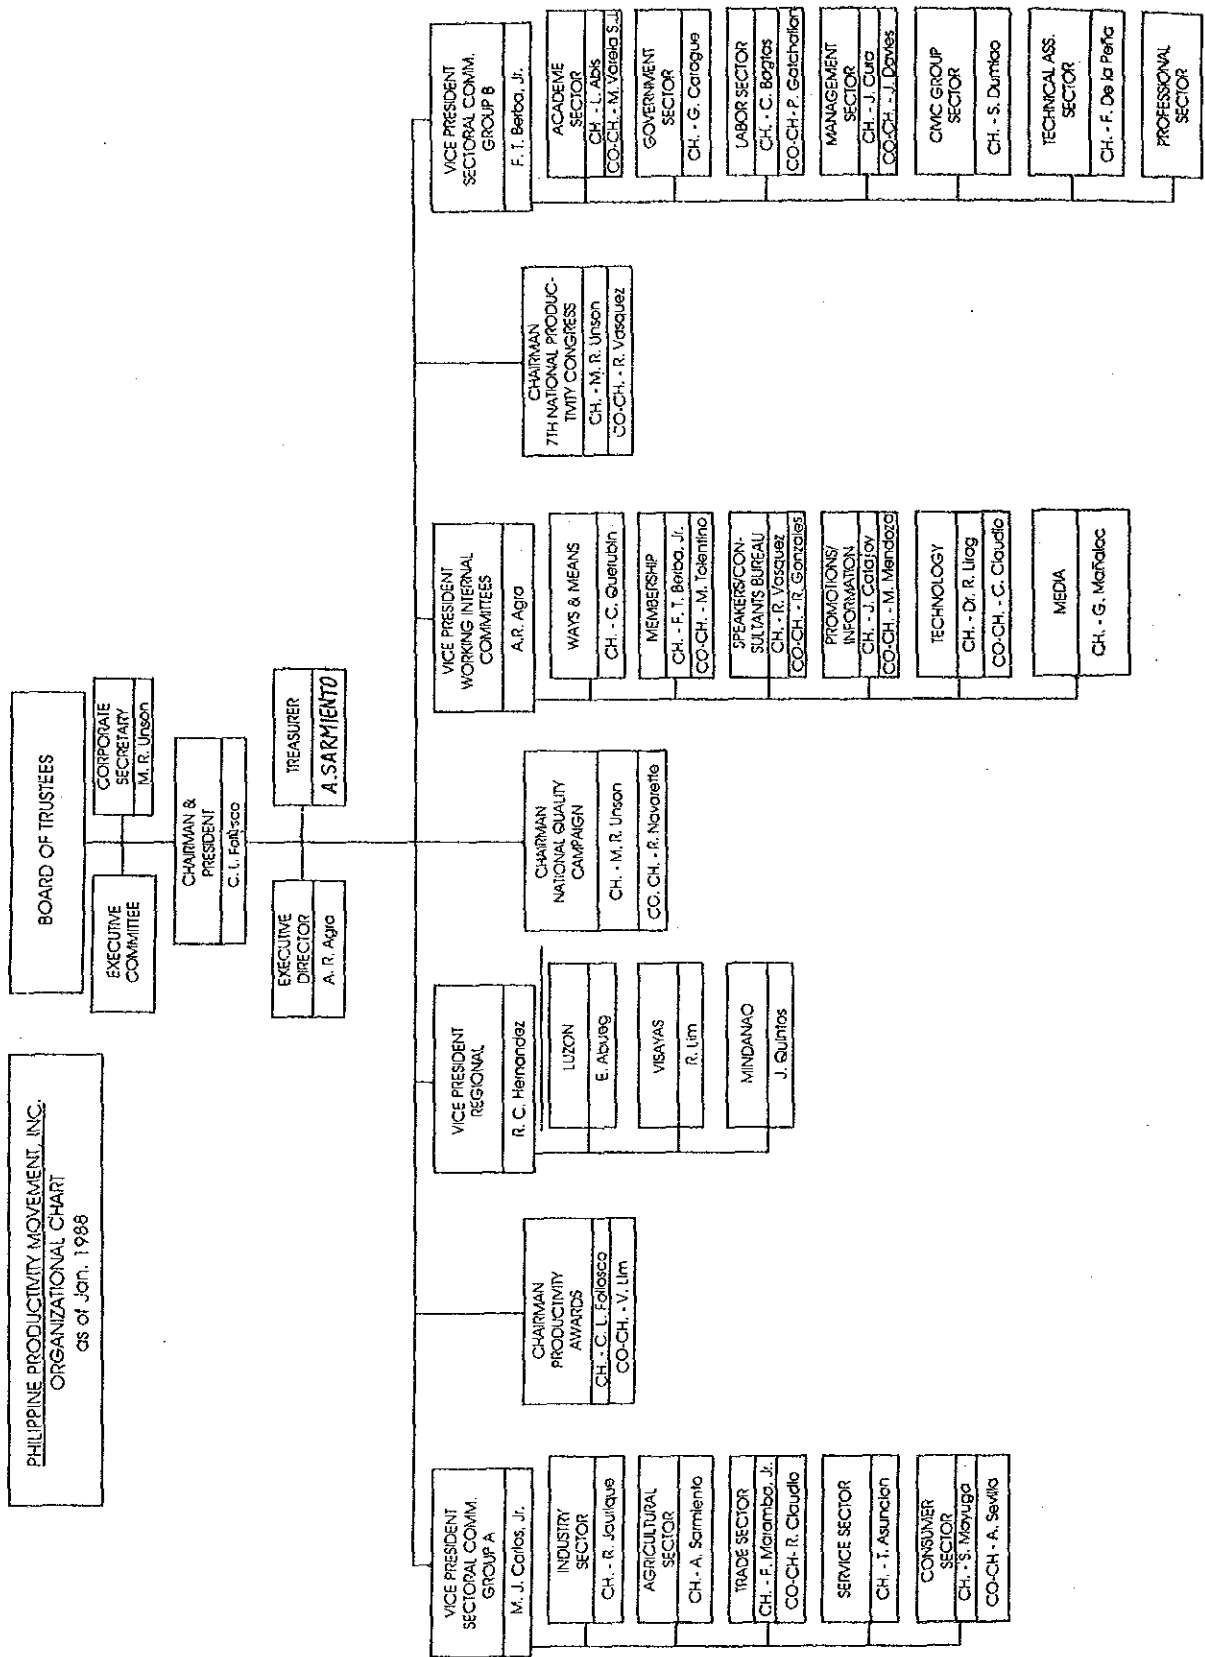 PHILIPPINE PRODUCTIVITY MOVEMENT, INC.
ORGANIZATIONAL CHART
as of Jan. 1988
BOARD OF TRUSTEES
EXECUTIVE
COMMITTEE
CORPORATE
SECRETARY
M. R. Unson
CHAIRMAN &
PRESIDENT
C. L.
EXECUTIVE
DIRECTOR
A. R. Agra
TREASURER
A. SARMIENTO
VICE PRESIDENT
SECTORAL COMM.
GROUP A
M. J. Carlos, Jr.
INDUSTRY
SECTOR
CH. - R.
AGRICULTURAL
SECTOR
CH. - A. Sarmiento
TRADE SECTOR
CH. - F. Maramba, Jr.
CO-CH - R. Claudio
SERVICE SECTOR
CH. - T. Asuncion
CONSUMER
SECTOR
CH. - S. Mayuga
CO-CH - A. Sevilla
CHAIRMAN
PRODUCTIVITY
AWARDS
CH. - C. L.
CO-CH. - V. Lim
VICE PRESIDENT
REGIONAL
R. C. Hernandez
LUZON
E. Abueg
VISAYAS
R. Lim
MINDANAO
J. Quintos
CHAIRMAN
NATIONAL QUALITY
CAMPAIGN
CH. - M. R. Unson
CO. CH. - R. Navarette
VICE PRESIDENT
WORKING INTERNAL
COMMITTEES
A.R. Agra
WAYS & MEANS
CH. - C. Querubin
MEMBERSHIP
CH. - F. T. Berba, Jr.
CO-CH. - M. Tolentino
SPEAKERS/CON-
SULTANTS BUREAU
CH. - R. Vasquez
CO-CH. - R. Gonzales
PROMOTIONS/
INFORMATION
CH. - J.
CO-CH. - M. Mendoza
TECHNOLOGY
CH. - Dr. R. Lirag
CO-CH. - C. Claudio
MEDIA
CH. - G. Mañalac
CHAIRMAN
7TH NATIONAL PRODUC-
TIVITY CONGRESS
CH. - M. R. Unson
CO-CH. - R. Vasquez
VICE PRESIDENT
SECTORAL COMM.
GROUP B
F. T. Berba, Jr.
ACADEME
SECTOR
CH. - L. Abis
CO-CH. - M. Varela S.J.
GOVERNMENT
SECTOR
CH. - G. Carague
LABOR SECTOR
CH. - C. Bagtas
CO-CH - P. Gatchalian
MANAGEMENT
SECTOR
CH. - J. Cura
CO-CH. - J. Davies
CIVIC GROUP
SECTOR
CH. - S. Dumlao
TECHNICAL ASS.
SECTOR
CH. - F. De la Peña
PROFESSIONAL
SECTOR